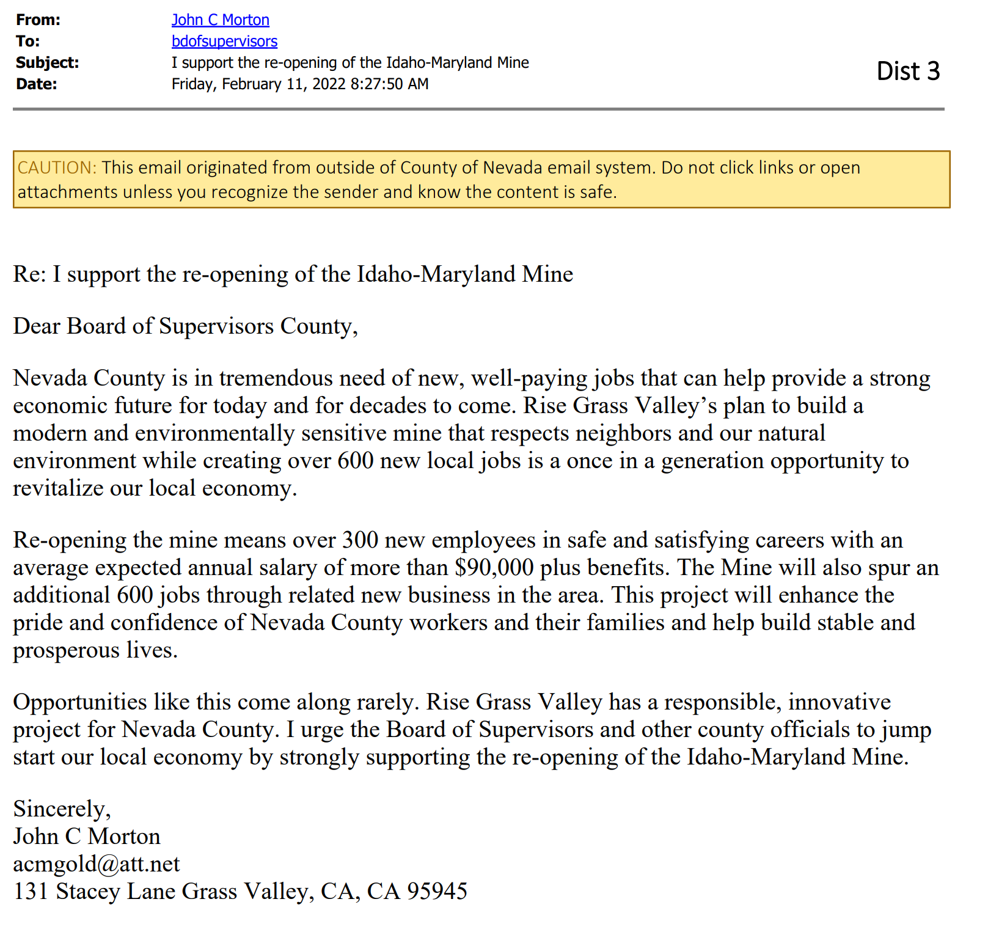 From: John C Morton
To: bdofsupervisors
Subject: I support the re-opening of the Idaho-Maryland Mine
Date: Friday, February 11, 2022 8:27:50 AM
Dist 3
CAUTION: This email originated from outside of County of Nevada email system. Do not click links or open
attachments unless you recognize the sender and know the content is safe.
Re: I support the re-opening of the Idaho-Maryland Mine
Dear Board of Supervisors County,
Nevada County is in tremendous need of new, well-paying jobs that can help provide a strong
economic future for today and for decades to come. Rise Grass Valley’s plan to build a
modern and environmentally sensitive mine that respects neighbors and our natural
environment while creating over 600 new local jobs is a once in a generation opportunity to
revitalize our local economy.
Re-opening the mine means over 300 new employees in safe and satisfying careers with an
average expected annual salary of more than $90,000 plus benefits. The Mine will also spur an
additional 600 jobs through related new business in the area. This project will enhance the
pride and confidence of Nevada County workers and their families and help build stable and
prosperous lives.
Opportunities like this come along rarely. Rise Grass Valley has a responsible, innovative
project for Nevada County. I urge the Board of Supervisors and other county officials to jump
start our local economy by strongly supporting the re-opening of the Idaho-Maryland Mine.
Sincerely,
John C Morton
acmgold@att.net
131 Stacey Lane Grass Valley, CA, CA 95945